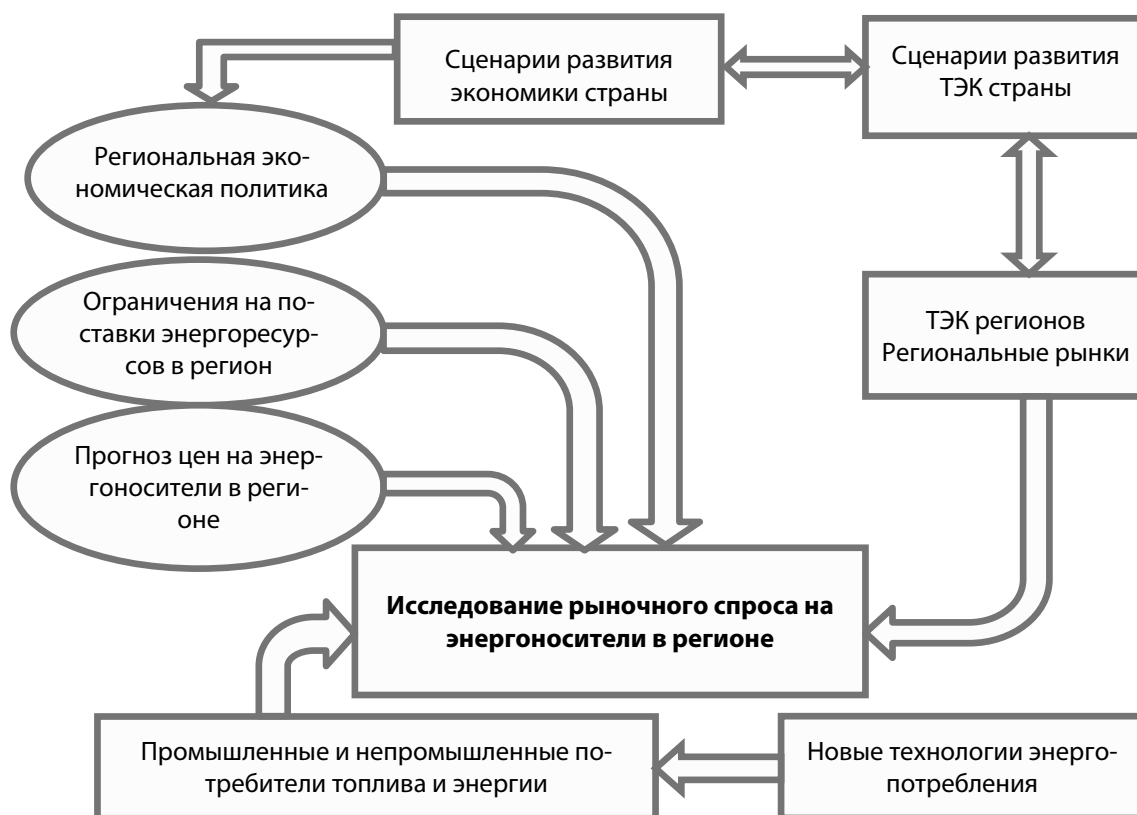 Сценарии развития
экономики страны
Сценарии развития
ТЭК страны
Региональная эко-
номическая политика
Ограничения на по-
ставки энергоресур-
сов в регион
ТЭК регионов
Региональные рынки
Прогноз цен на энер-
гоносители в реги-
оне
Исследование рыночного спроса на
энергоносители в регионе
Промышленные и непромышленные по-
требители топлива и энергии
Новые технологии энерго-
потребления